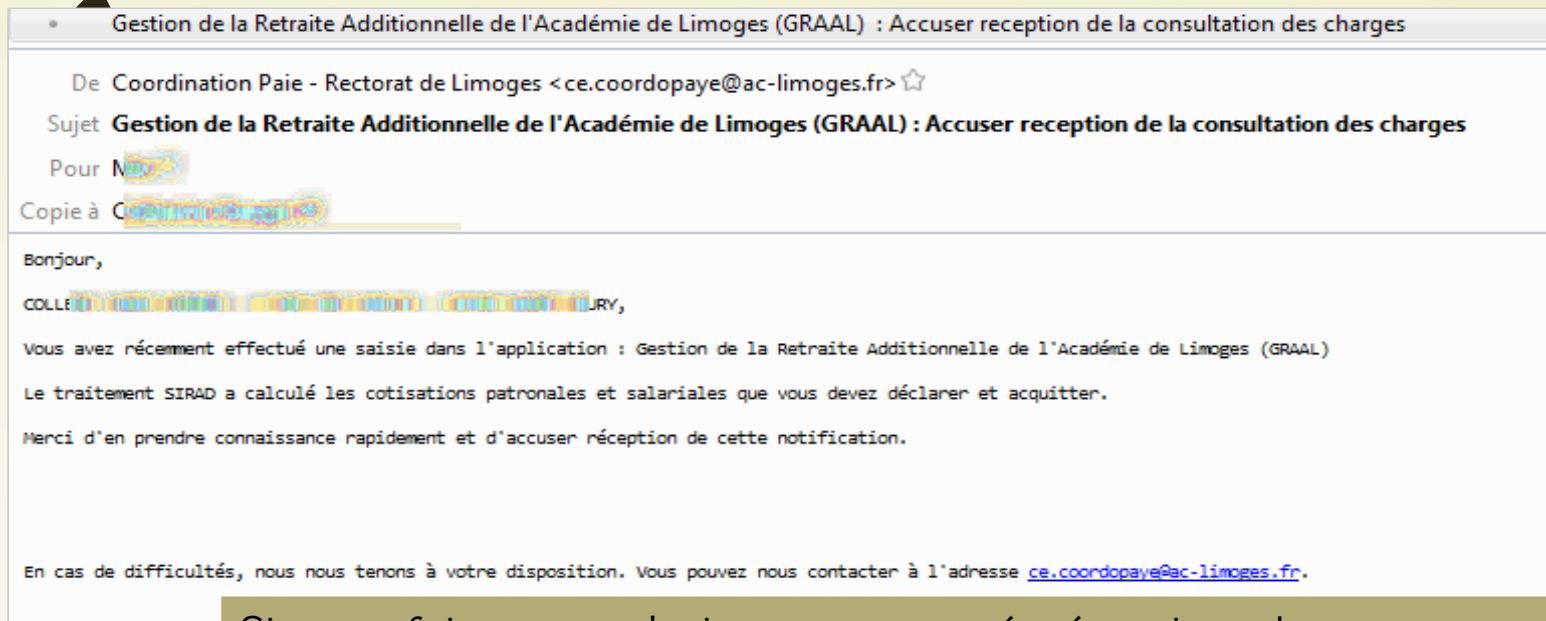 Gestion de la Retraite Additionnelle de l'Académie de Limoges (GRAAL) : Accuser reception de la consultation des charges
De Coordination Paie - Rectorat de Limoges <ce.coordopaye@ac-limoges.fr>
Sujet Gestion de la Retraite Additionnelle de l'Académie de Limoges (GRAAL) : Accuser reception de la consultation des charges
Pour
Copie à
Bonjour,
Vous avez récemment effectué une saisie dans l'application : Gestion de la Retraite Additionnelle de l'Académie de Limoges (GRAAL)
Le traitement SIRAD a calculé les cotisations patronales et salariales que vous devez déclarer et acquitter.
Merci d'en prendre connaissance rapidement et d'accuser réception de cette notification.
En cas de difficultés, nous nous tenons à votre disposition. Vous pouvez nous contacter à l'adresse ce.coordopaye@ac-limoges.fr.